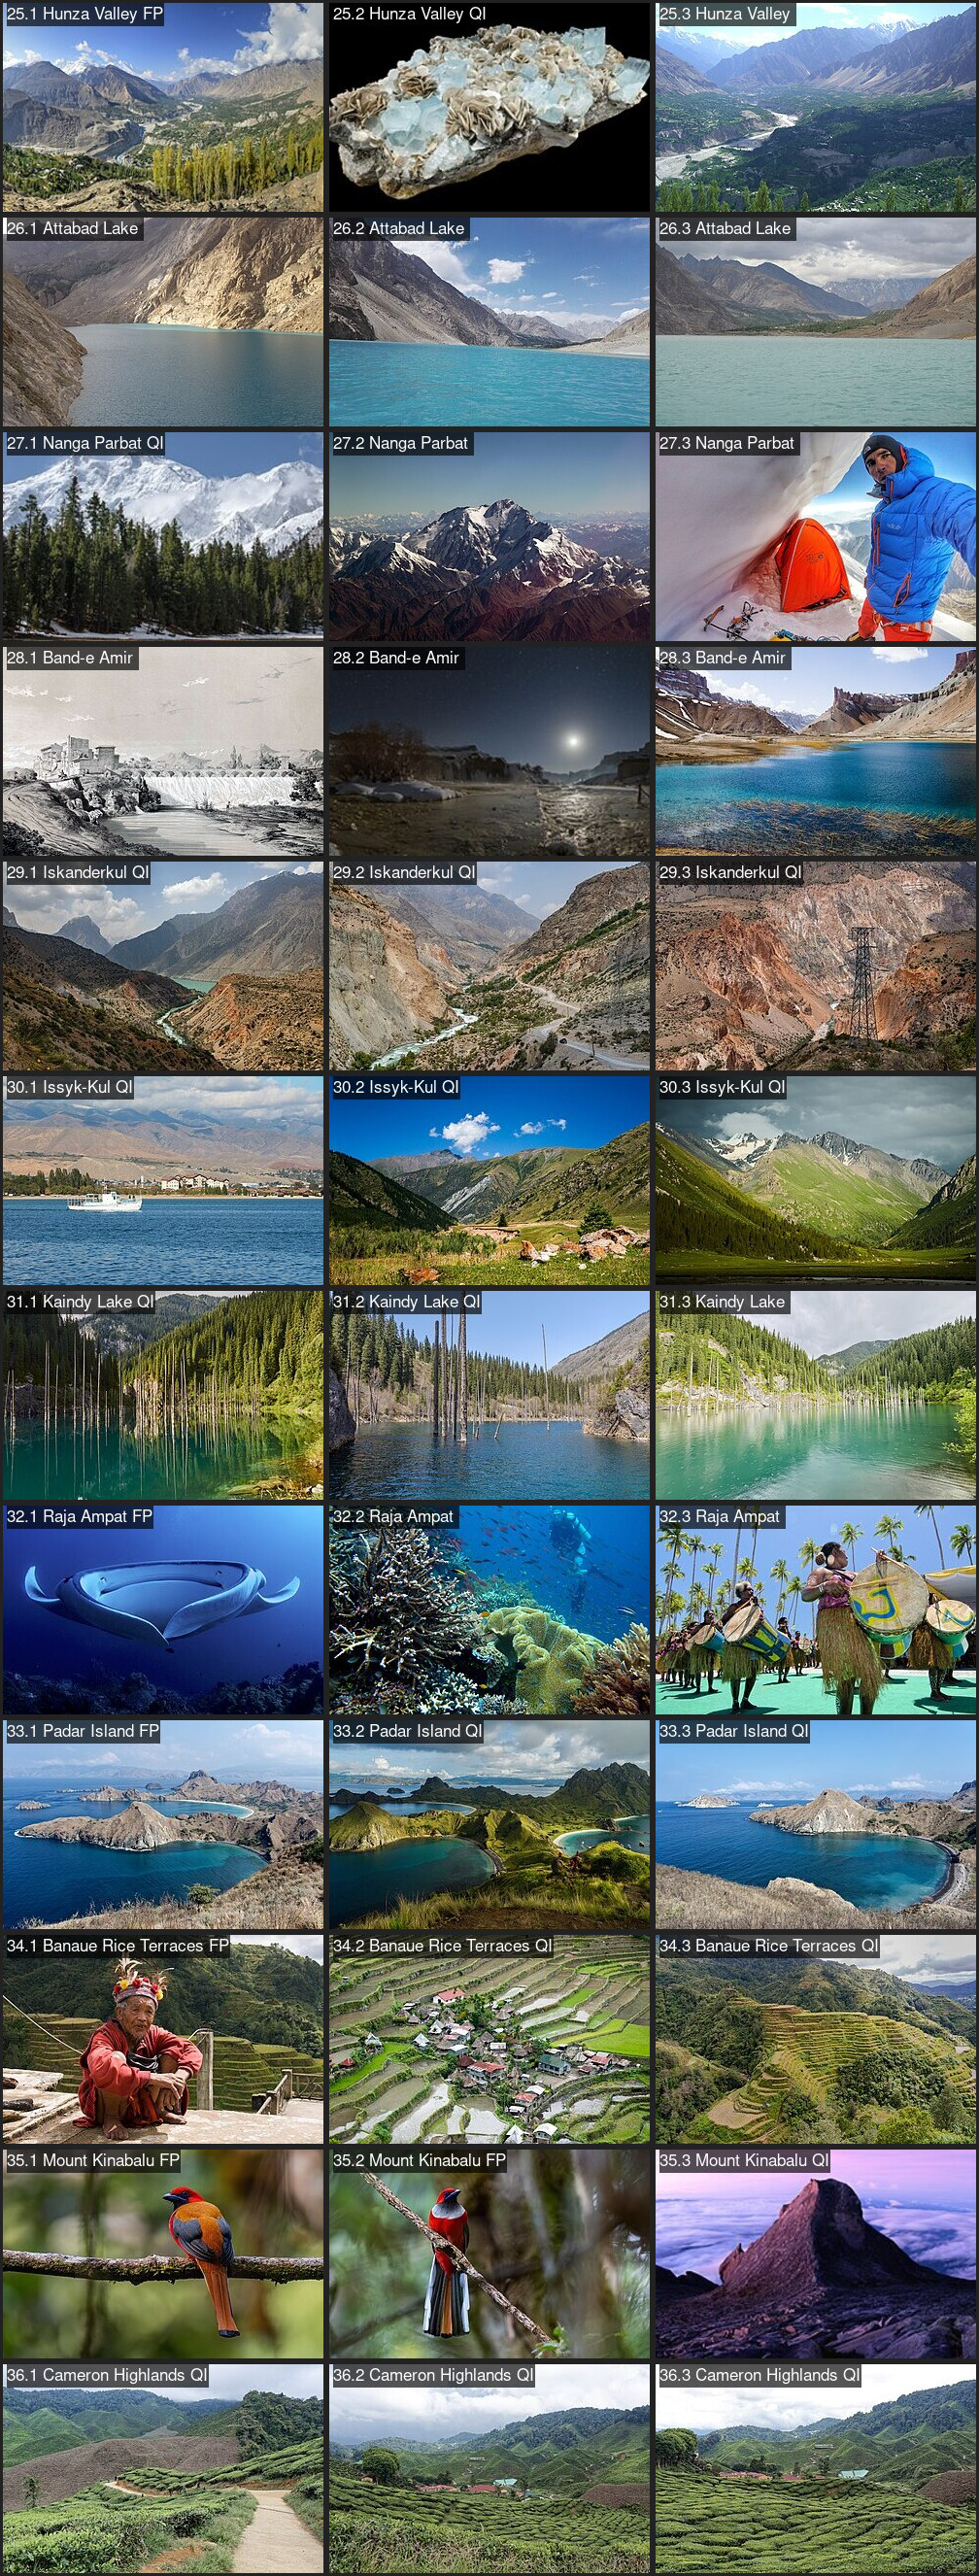 25.1 Hunza Valley FP
25.2 Hunza Valley QI
25.3 Hunza Valley
26.1 Attabad Lake
26.2 Attabad Lake
26.3 Attabad Lake
27.1 Nanga Parbat QI
27.2 Nanga Parbat
27.3 Nanga Parbat
28.1 Band-e Amir
28.2 Band-e Amir
28.3 Band-e Amir
29.1 Iskanderkul QI
29.2 Iskanderkul QI
29.3 Iskanderkul QI
30.1 Issyk-Kul QI
30.2 Issyk-Kul QI
30.3 Issyk-Kul QI
31.1 Kaindy Lake QI
31.2 Kaindy Lake QI
31.3 Kaindy Lake
32.1 Raja Ampat FP
32.2 Raja Ampat
32.3 Raja Ampat
33.1 Padar Island FP
33.2 Padar Island QI
33.3 Padar Island QI
34.1 Banaue Rice Terraces FP
34.2 Banaue Rice Terraces QI
34.3 Banaue Rice Terraces QI
35.1 Mount Kinabalu FP
35.2 Mount Kinabalu FP
35.3 Mount Kinabalu QI
36.1 Cameron Highlands QI
36.2 Cameron Highlands QI
36.3 Cameron Highlands QI